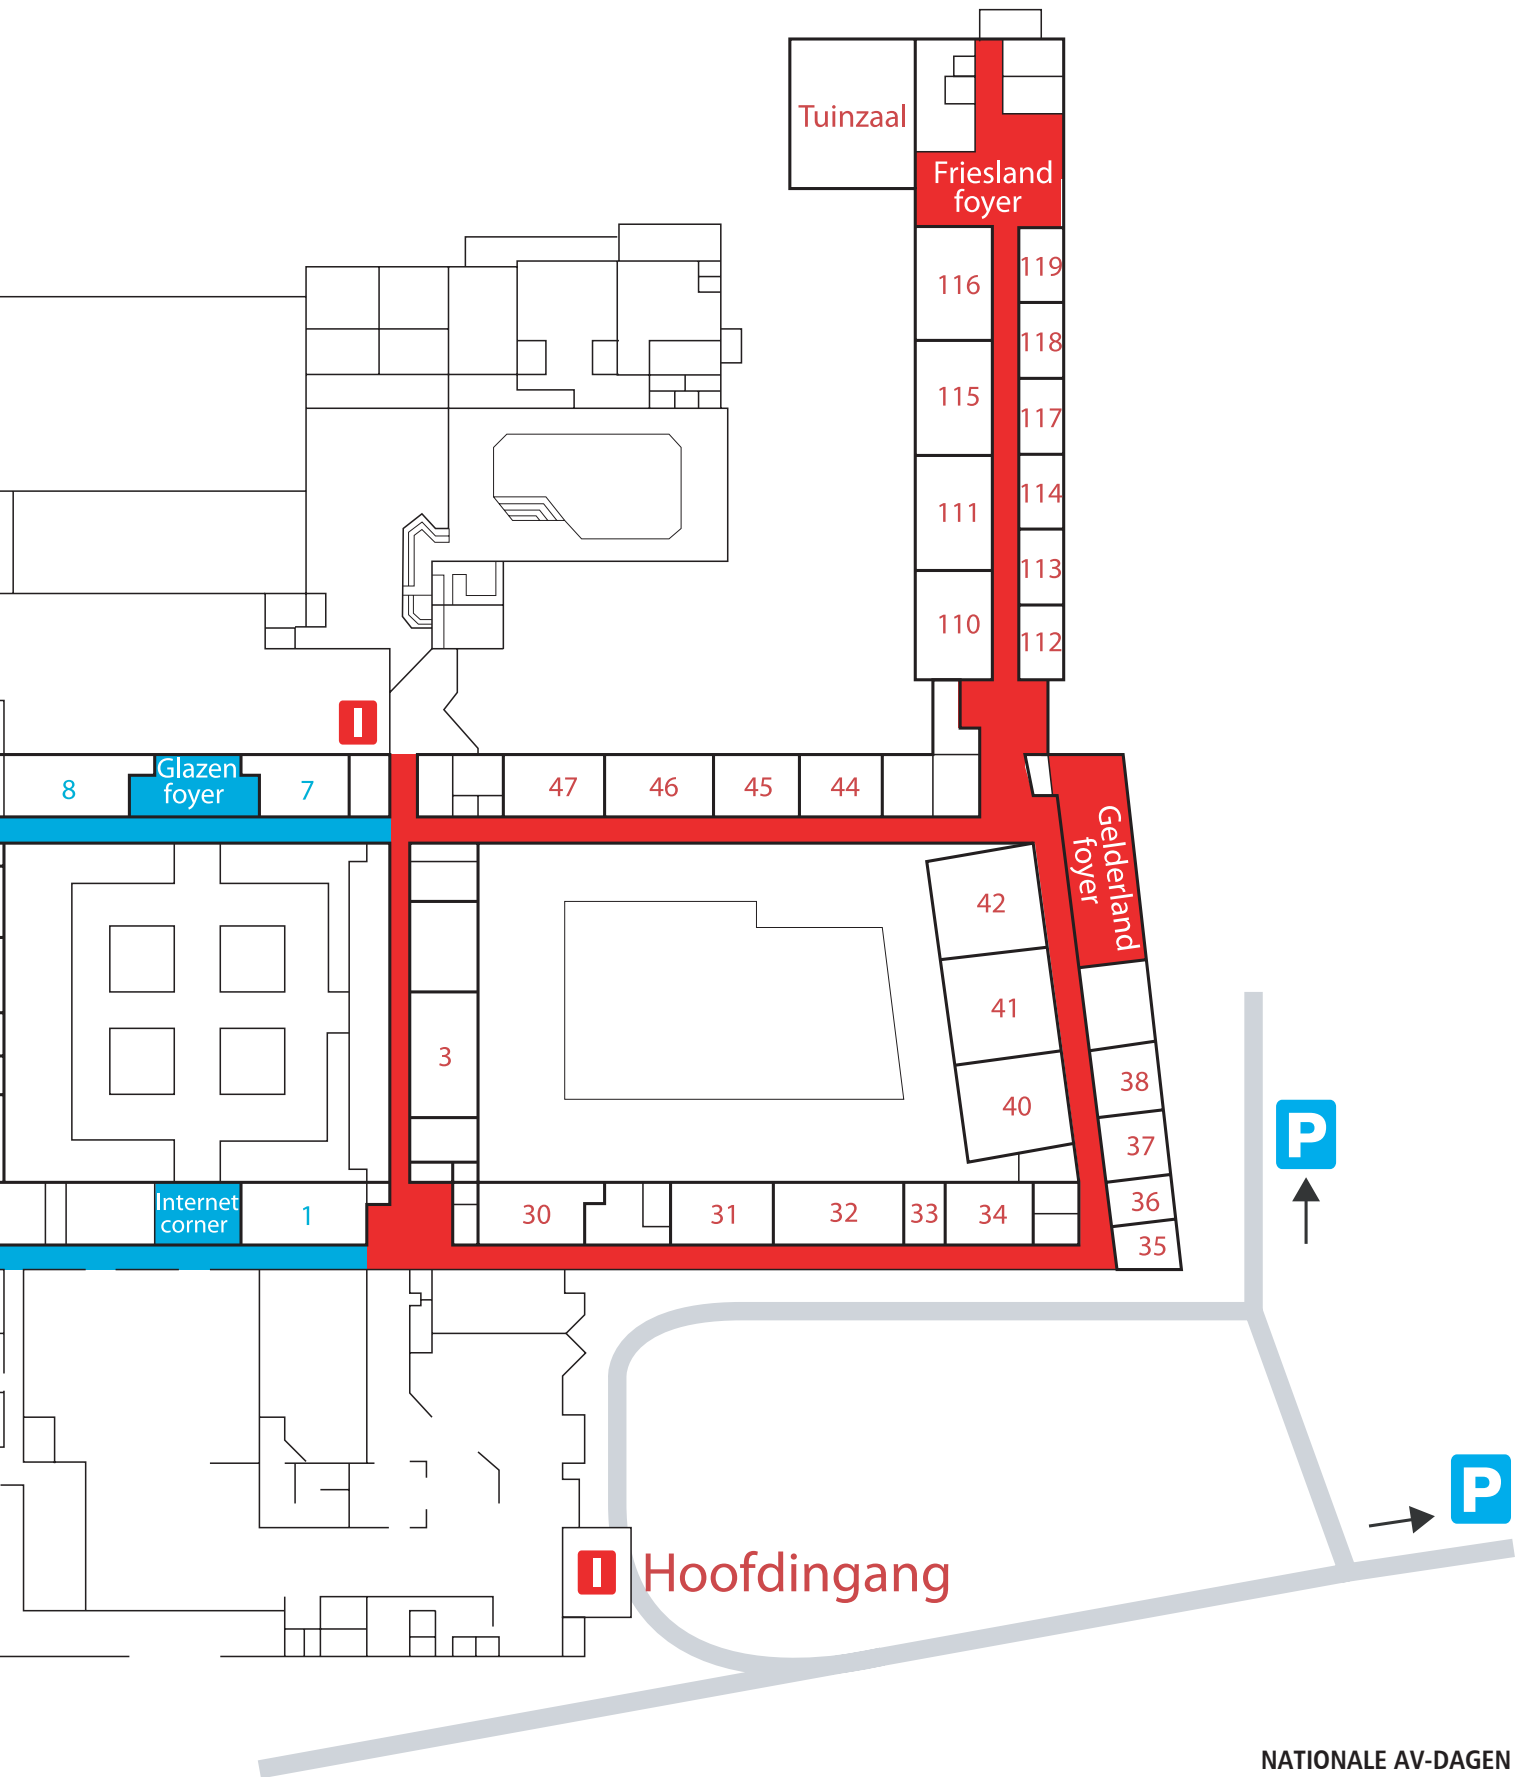 Tuinzaal
Friesland
foyer
116
119
118
115
117
111
114
113
110
112
I
8
Glazen
foyer
7
47
46
45
44
Gelderland
foyer
42
41
3
40
38
37
36
35
Internet
corner
1
30
31
32
33
34
P
P
I
Hoofdingang
NATIONALE AV-DAGEN